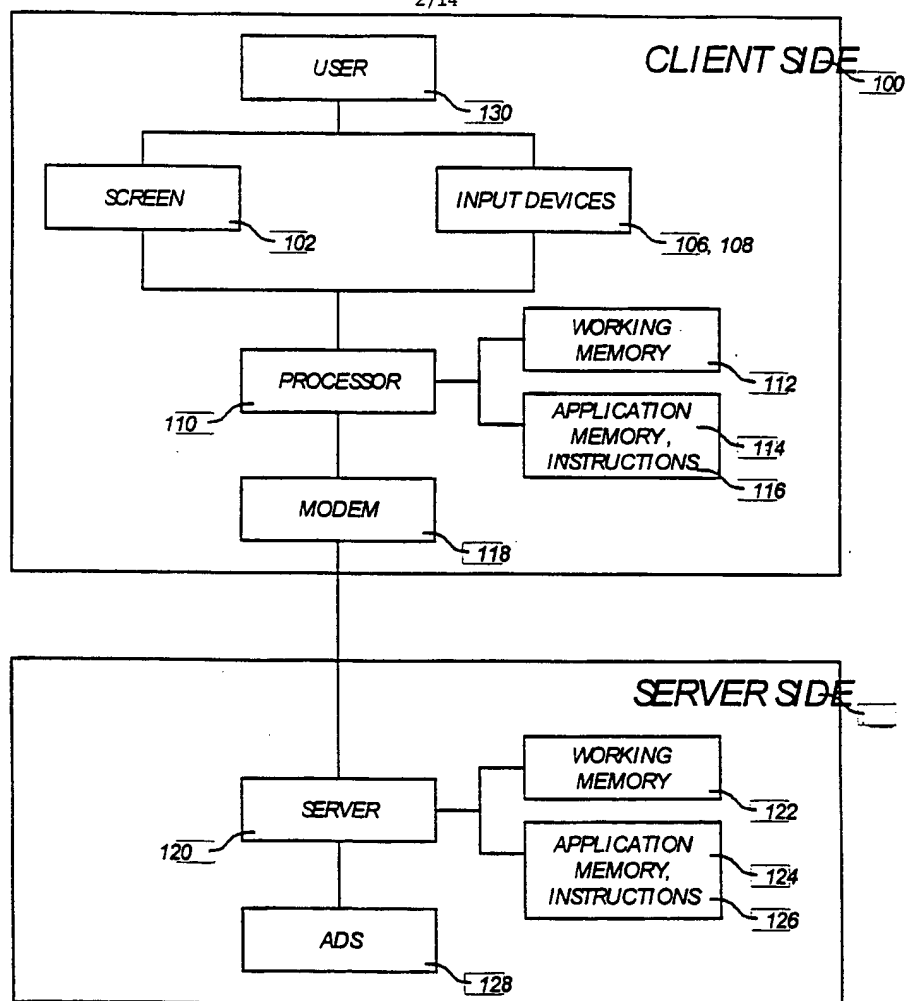 2/14
CLIENT SIDE
100
USER
130
SCREEN
102
INPUT DEVICES
106, 108
PROCESSOR
110
WORKING
MEMORY
112
APPLICATION
MEMORY,
INSTRUCTIONS
114
116
MODEM
118
SERVER SIDE
SERVER
120
WORKING
MEMORY
122
APPLICATION
MEMORY,
INSTRUCTIONS
124
126
ADS
128